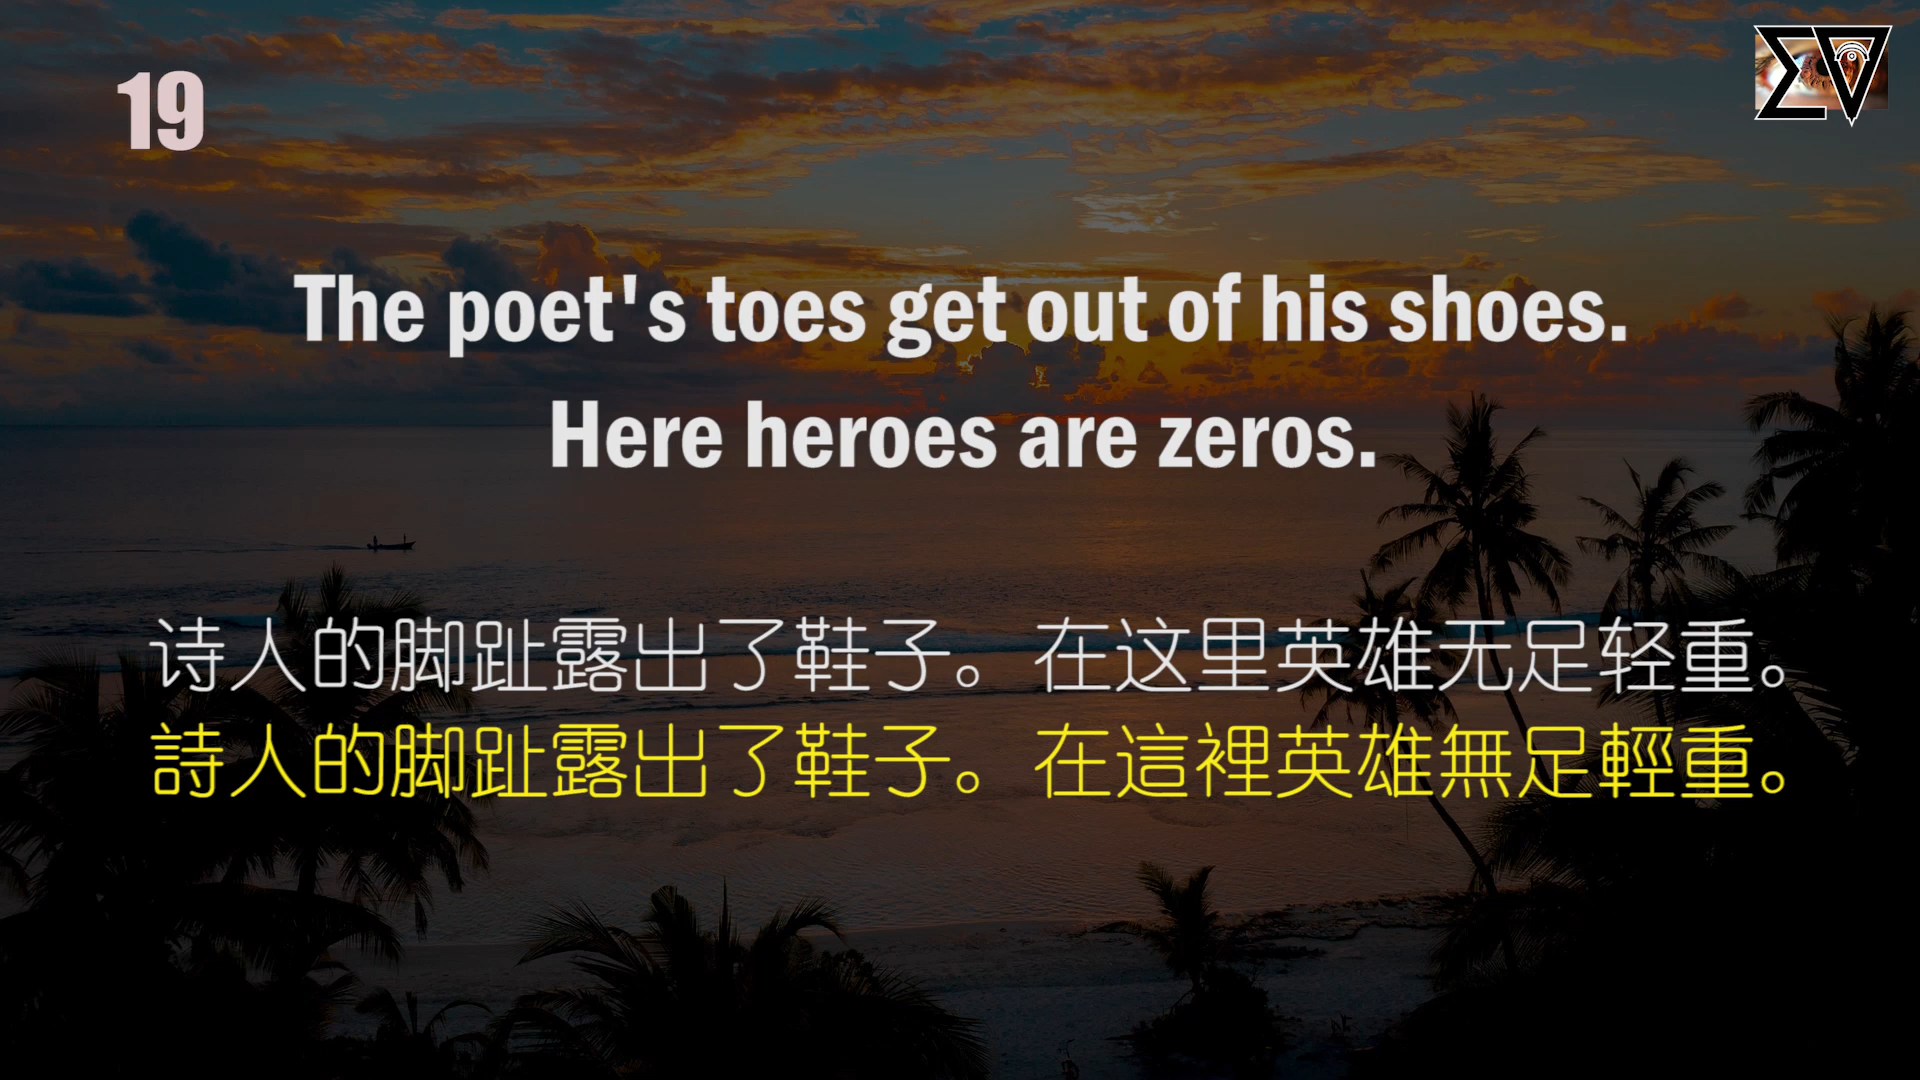 19
The poet's toes get out of his shoes.
Here heroes are zeros.
诗人的脚趾露出了鞋子。在这里英雄无足轻重。
詩人的脚趾露出了鞋子。在這裡英雄無足輕重。